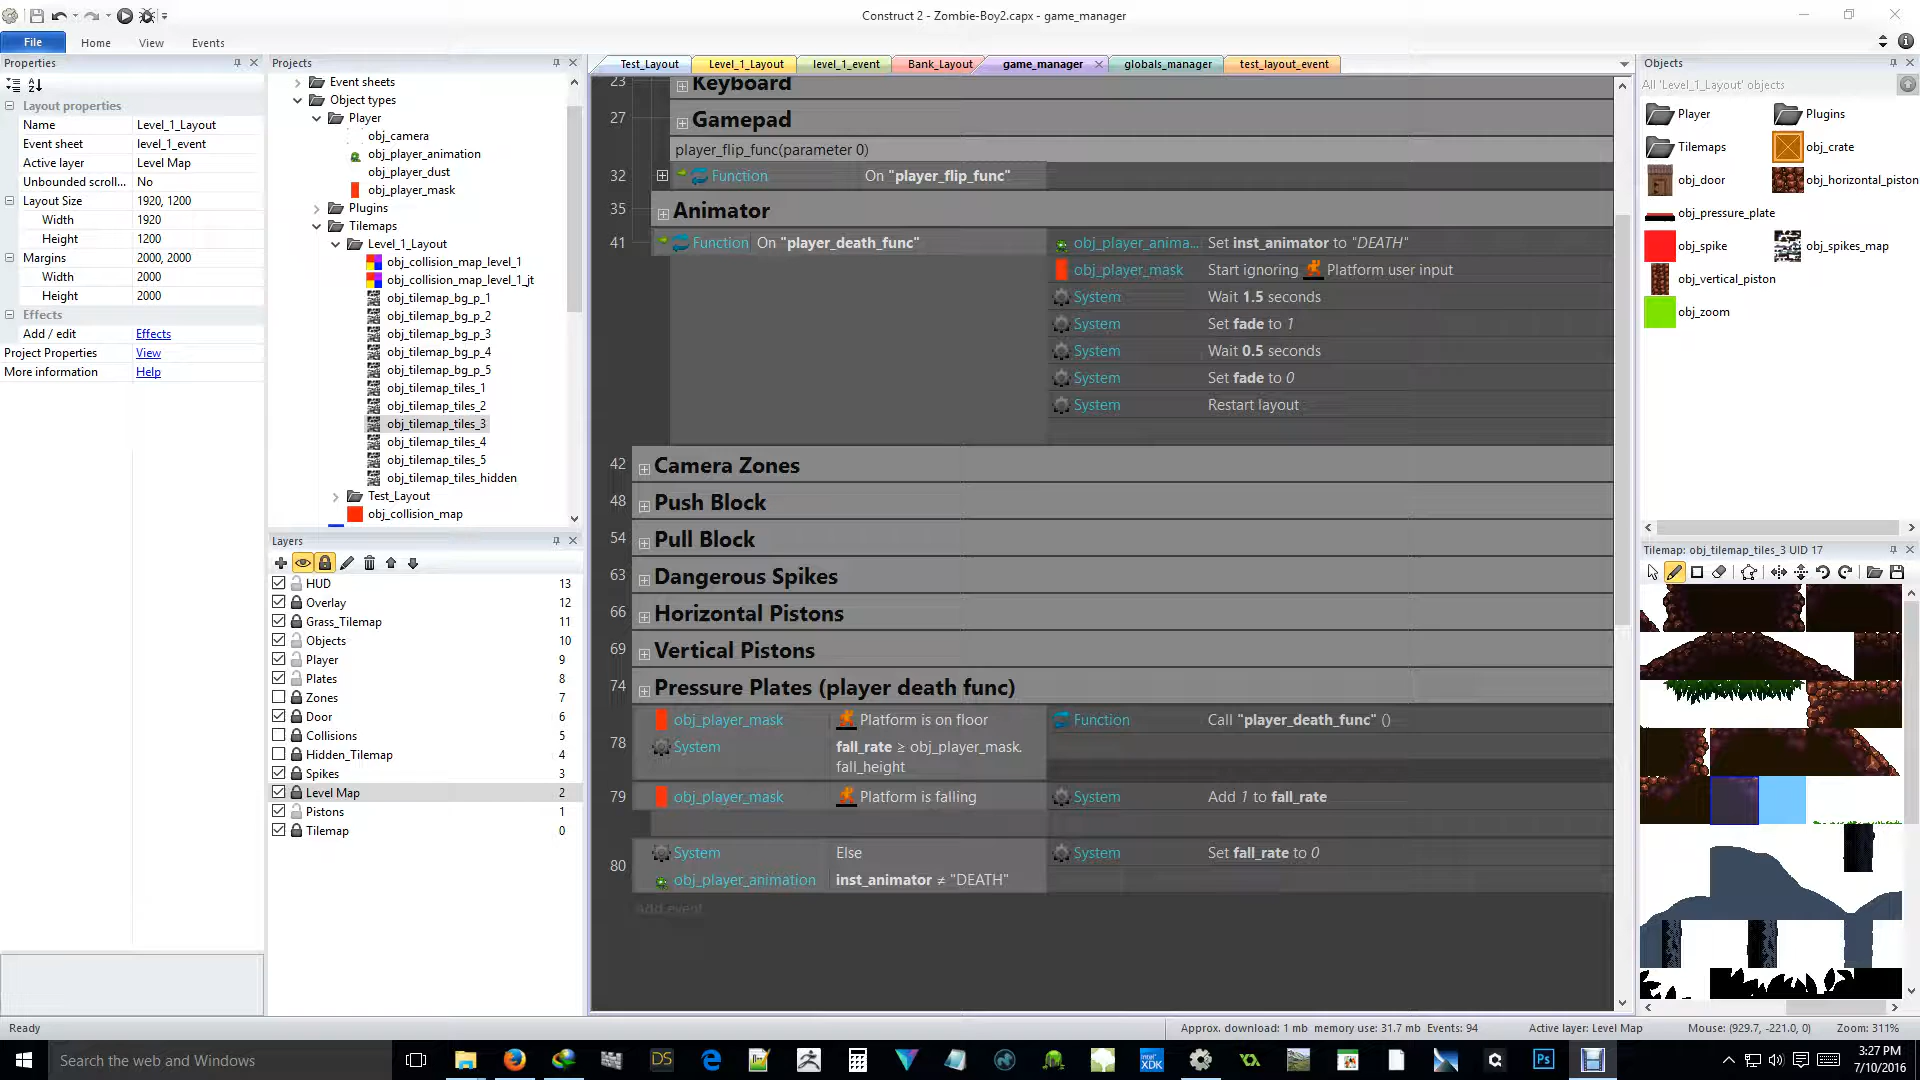 Construct 2 - Zombie-Boy2.capx - game_manager
File
Home
View
Events
Properties
Layout properties
Name Level_1_Layout
Event sheet level_1_event
Active layer Level Map
Unbounded scroll... No
Layout Size 1920, 1200
Width 1920
Height 1200
Margins 2000, 2000
Width 2000
Height 2000
Effects
Add / edit Effects
Project Properties View
More information Help
Projects
Event sheets
Object types
Player
obj_camera
obj_player_animation
obj_player_dust
obj_player_mask
Plugins
Tilemaps
Level_1_Layout
obj_collision_map_level_1
obj_collision_map_level_1_jt
obj_tilemap_bg_p_1
obj_tilemap_bg_p_2
obj_tilemap_bg_p_3
obj_tilemap_bg_p_4
obj_tilemap_bg_p_5
obj_tilemap_tiles_1
obj_tilemap_tiles_2
obj_tilemap_tiles_3
obj_tilemap_tiles_4
obj_tilemap_tiles_5
obj_tilemap_tiles_hidden
Test_Layout
obj_collision_map
Layers
HUD 13
Overlay 12
Grass_Tilemap 11
Objects 10
Player 9
Plates 8
Zones 7
Door 6
Collisions 5
Hidden_Tilemap 4
Spikes 3
Level Map 2
Pistons 1
Tilemap 0
Test_Layout
Level_1_Layout
level_1_event
Bank_Layout
game_manager
globals_manager
test_layout_event
23 Keyboard
27 Gamepad
player_flip_func(parameter 0)
32 Function On "player_flip_func"
35 Animator
41 Function On "player_death_func"
obj_player_anima... Set inst_animator to "DEATH"
obj_player_mask Start ignoring Platform user input
System Wait 1.5 seconds
System Set fade to 1
System Wait 0.5 seconds
System Set fade to 0
System Restart layout
42 Camera Zones
48 Push Block
54 Pull Block
63 Dangerous Spikes
66 Horizontal Pistons
69 Vertical Pistons
74 Pressure Plates (player death func)
78
obj_player_mask Platform is on floor
System fall_rate ≥ obj_player_mask.
fall_height
Function Call "player_death_func" ()
79 obj_player_mask Platform is falling
System Add 1 to fall_rate
80
System Else
obj_player_animation inst_animator ≠ "DEATH"
System Set fall_rate to 0
Add event
Objects
All 'Level_1_Layout' objects
Player
Plugins
Tilemaps
obj_crate
obj_door
obj_horizontal_piston
obj_pressure_plate
obj_spike
obj_spikes_map
obj_vertical_piston
obj_zoom
Tilemap: obj_tilemap_tiles_3 UID 17
Ready
Approx. download: 1 mb memory use: 31.7 mb Events: 94
Active layer: Level Map
Mouse: (929.7, -221.0, 0)
Zoom: 311%
Search the web and Windows
DS
intel XDK
Ps
3:27 PM
7/10/2016